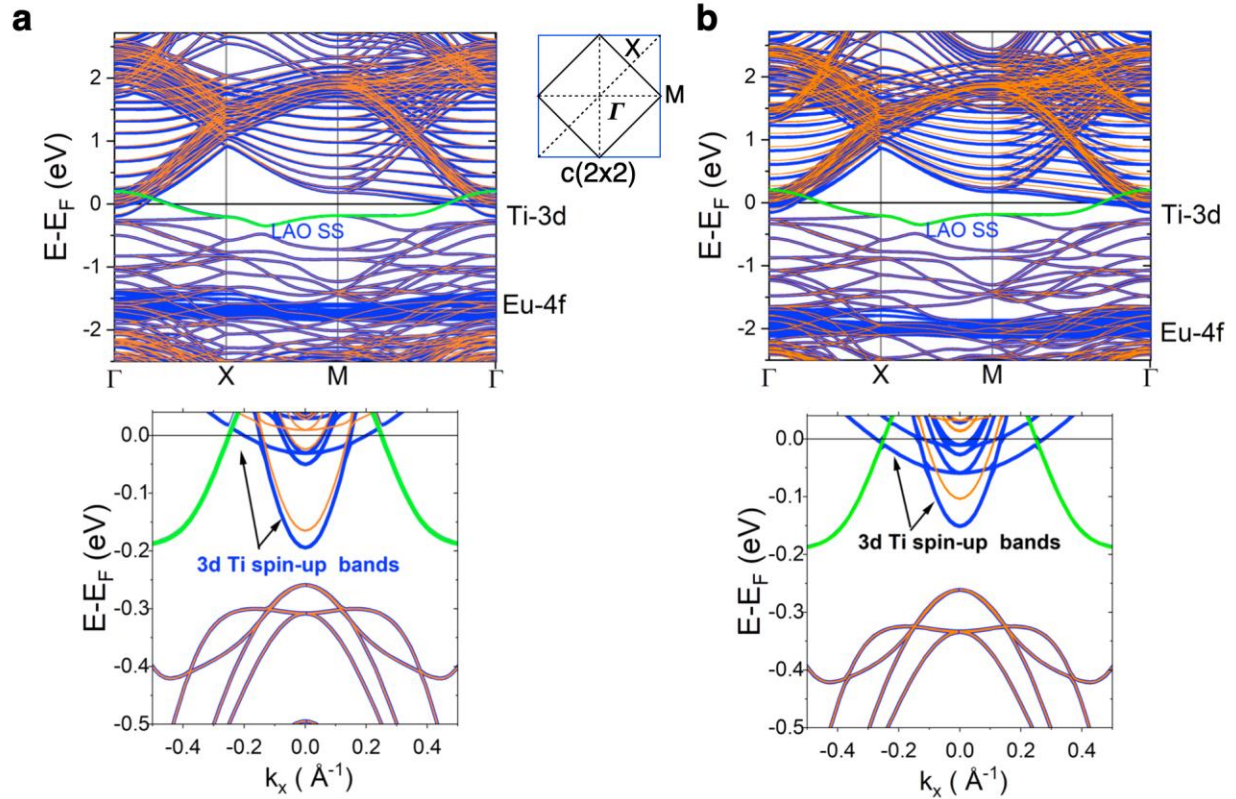 a
b
E-E_F (eV)
2
1
0
-1
-2
LAO SS
Γ
X
M
Γ
Ti-3d
Eu-4f
X
M
Γ
c(2x2)
E-E_F (eV)
2
1
0
-1
-2
LAO SS
Γ
X
M
Γ
Ti-3d
Eu-4f
E-E_F (eV)
0.0
-0.1
-0.2
-0.3
-0.4
-0.5
3d Ti spin-up bands
-0.4
-0.2
0.0
0.2
0.4
k_x ( Å⁻¹)
E-E_F (eV)
0.0
-0.1
-0.2
-0.3
-0.4
-0.5
3d Ti spin-up bands
-0.4
-0.2
0.0
0.2
0.4
k_x ( Å⁻¹)